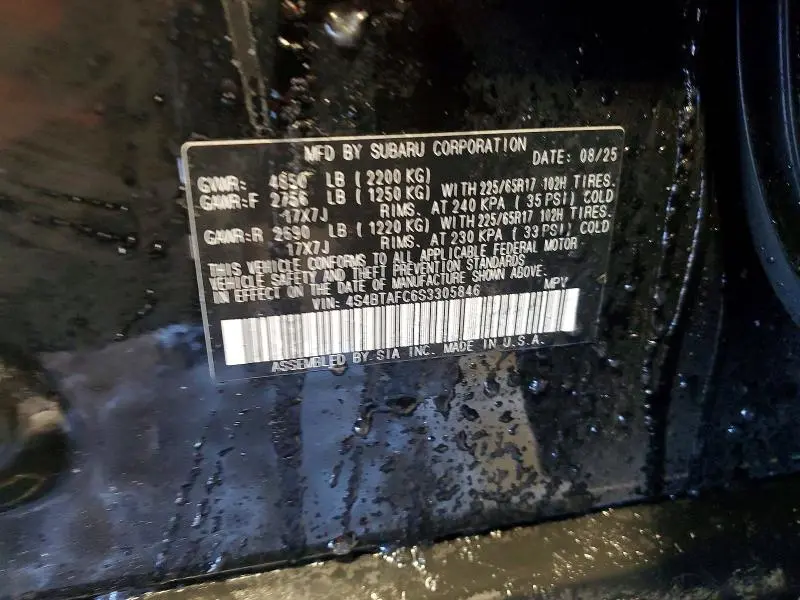 MFD BY SUBARU CORPORATION DATE: 08/25
GVWR: 4850 LB (2200 KG)
GAWR:F 2756 LB (1250 KG) WITH 225/65R17 102H TIRES.
17X7J RIMS. AT 240 KPA (35 PSI) COLD
GAWR:R 2690 LB (1220 KG) WITH 225/65R17 102H TIRES.
17X7J RIMS. AT 230 KPA (33 PSI) COLD
THIS VEHICLE CONFORMS TO ALL APPLICABLE FEDERAL MOTOR
VEHICLE SAFETY AND THEFT PREVENTION STANDARDS
IN EFFECT ON THE DATE OF MANUFACTURE SHOWN ABOVE.
VIN: 4S4BTAFC6S3305846 MPV
ASSEMBLED BY SIA INC. MADE IN U.S.A.